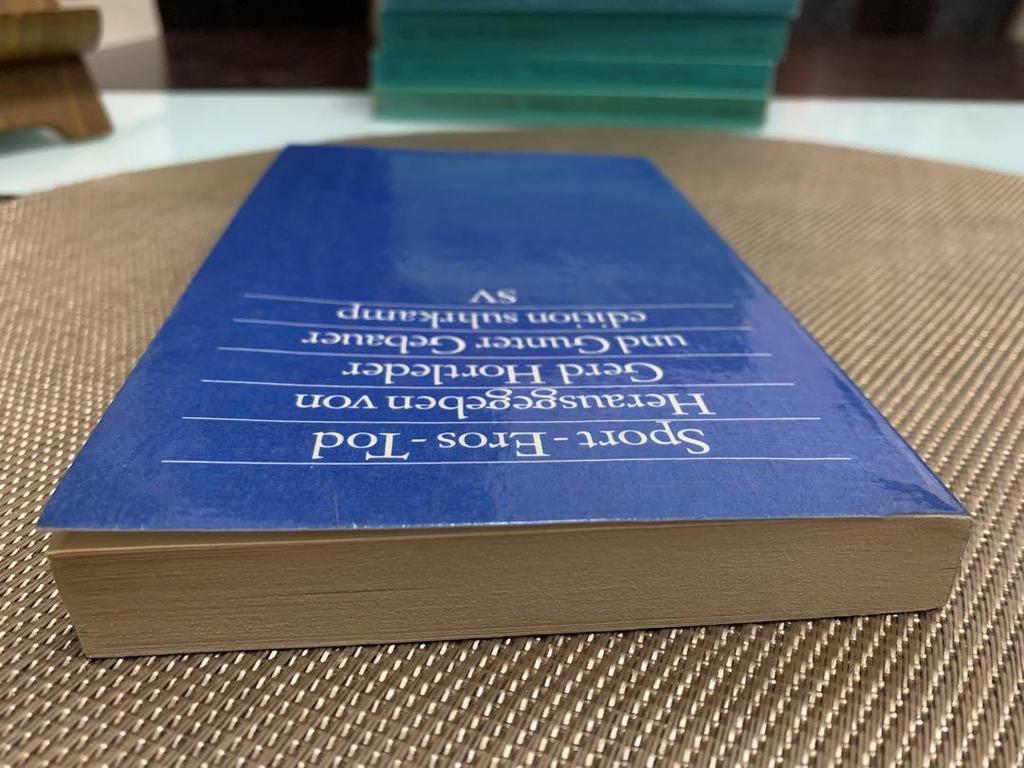 Sport - Eros - Tod
Herausgegeben von
Gerd Hortleder
und Gunter Gebauer
edition suhrkamp
SV